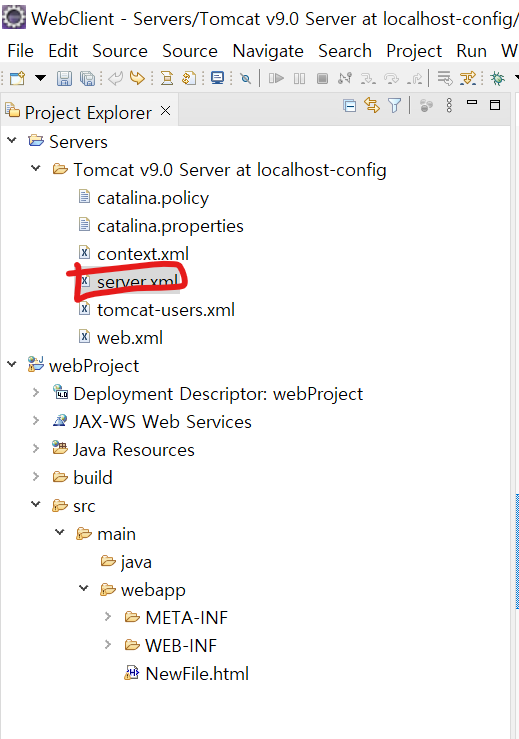 WebClient - Servers/Tomcat v9.0 Server at localhost-config/
File Edit Source Source Navigate Search Project Run W
Project Explorer
Servers
Tomcat v9.0 Server at localhost-config
catalina.policy
catalina.properties
context.xml
server.xml
tomcat-users.xml
web.xml
webProject
Deployment Descriptor: webProject
JAX-WS Web Services
Java Resources
build
src
main
java
webapp
META-INF
WEB-INF
NewFile.html